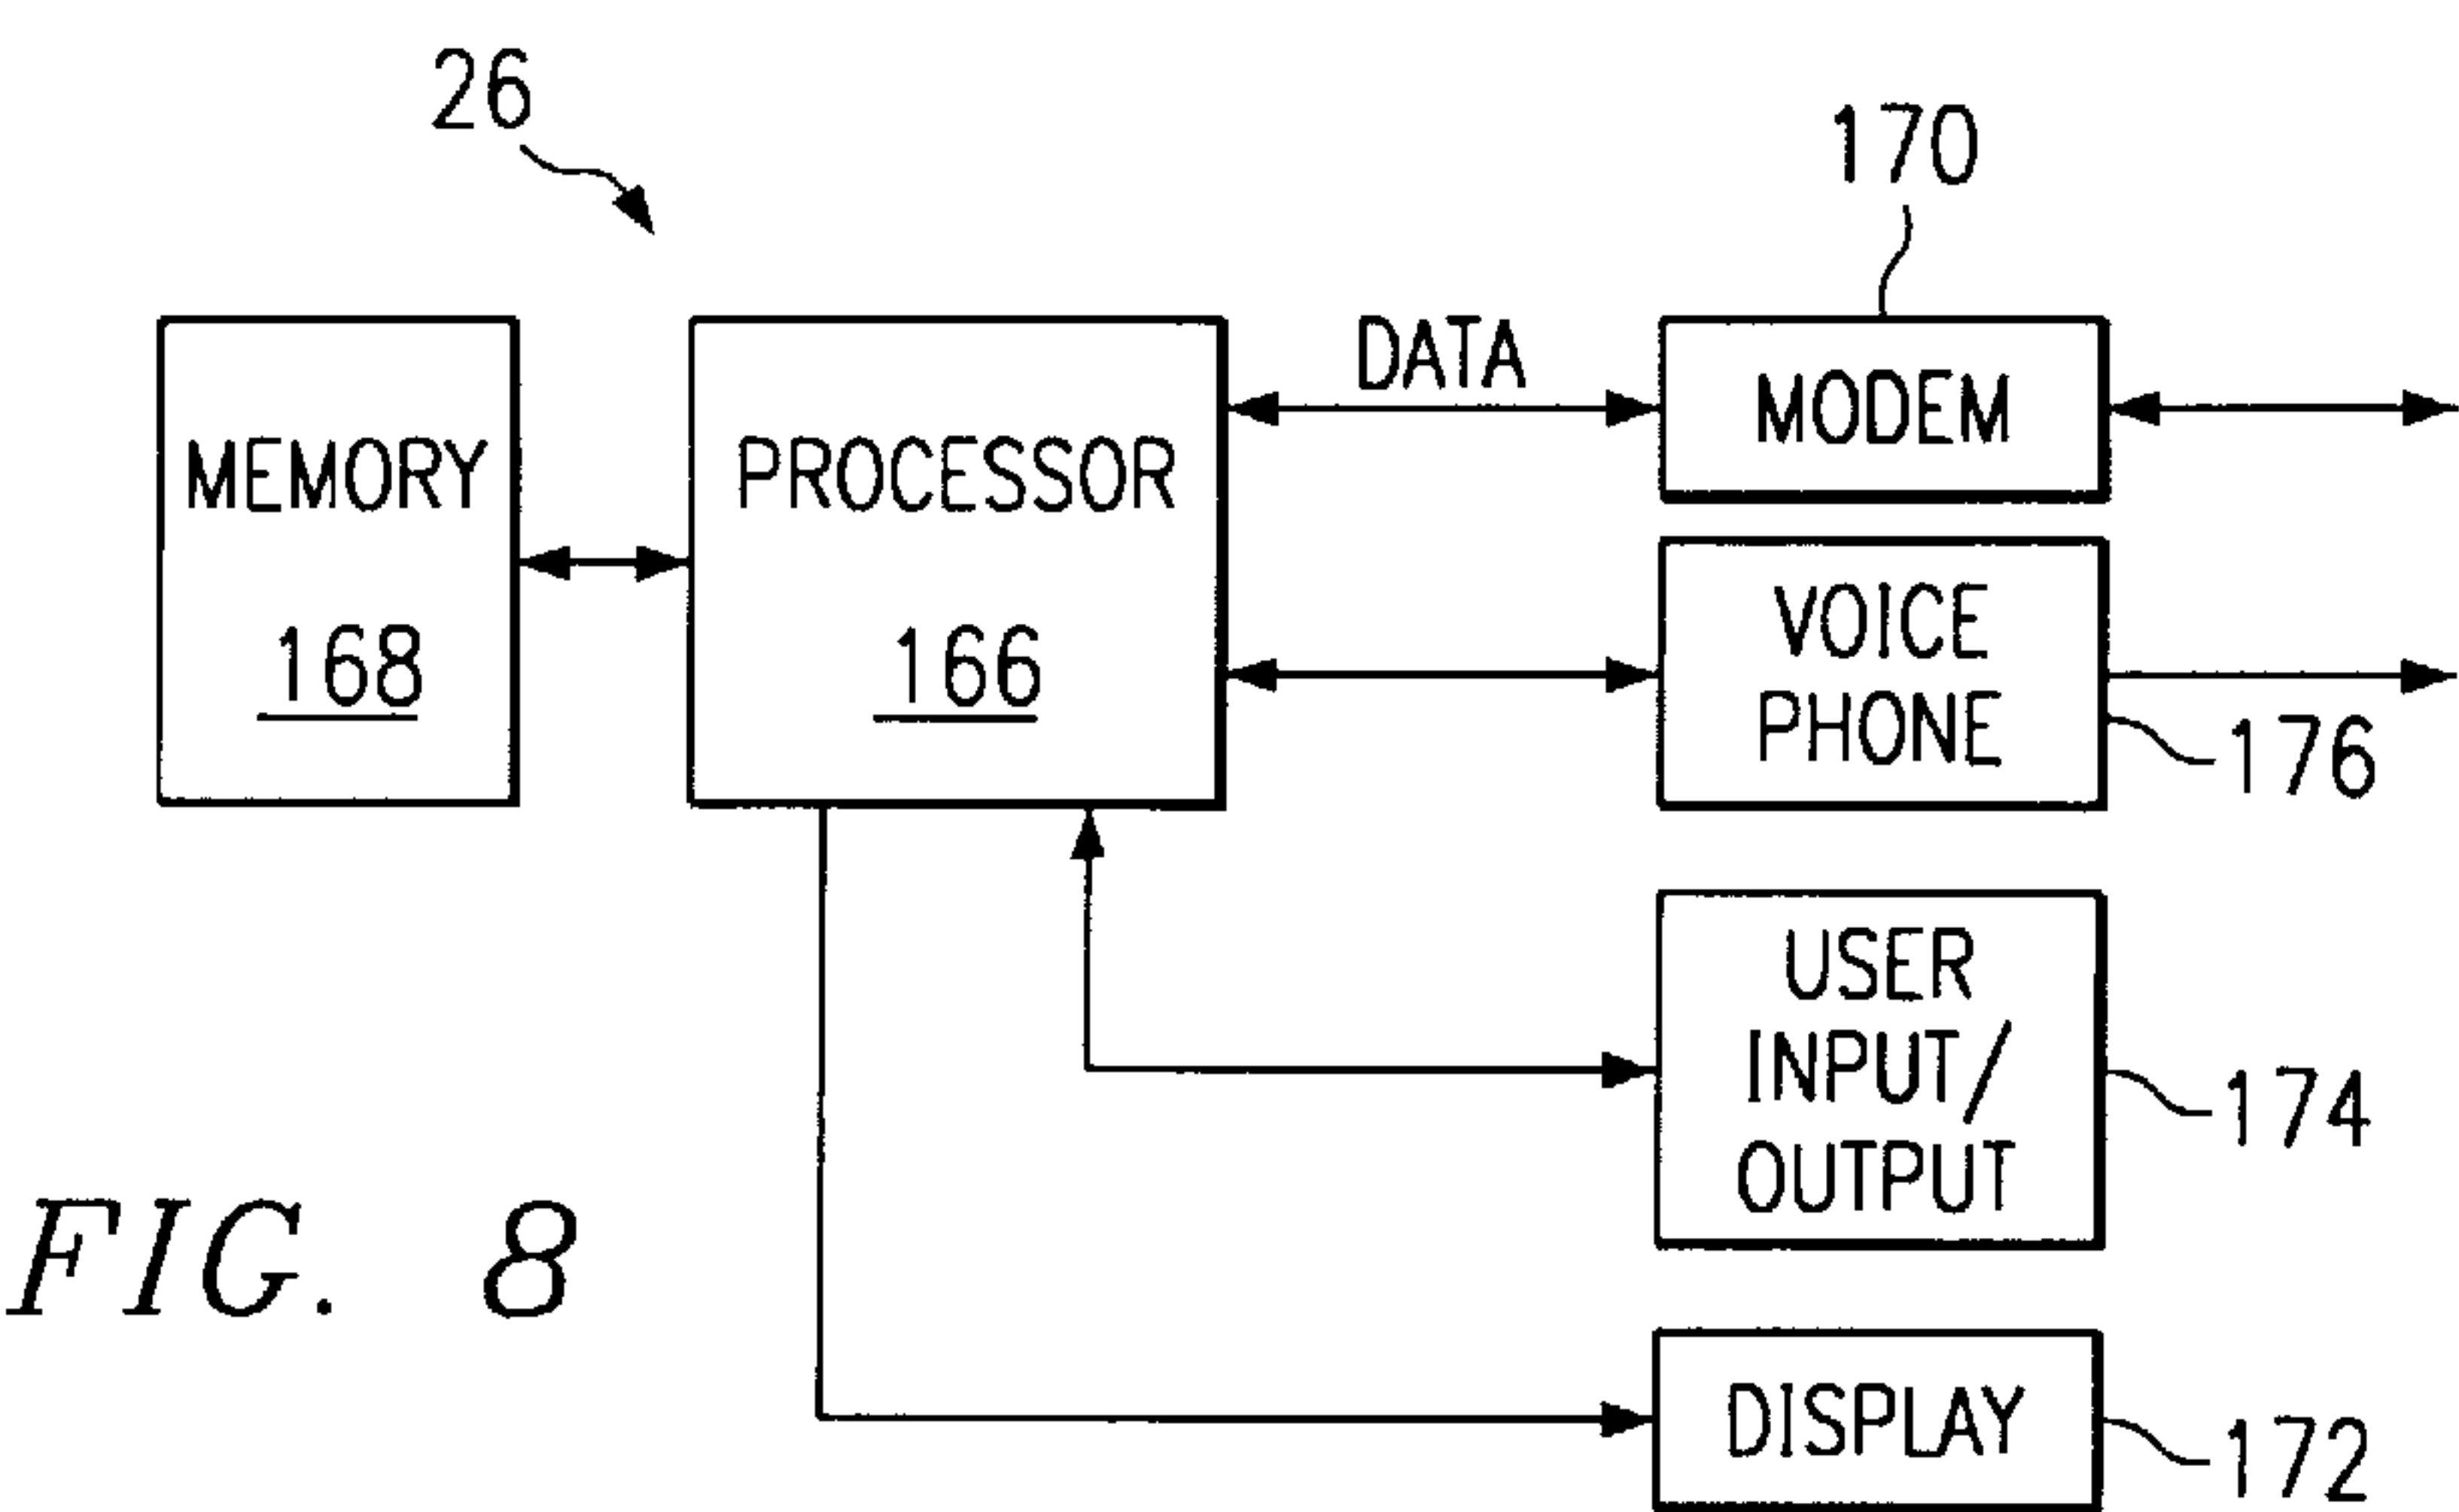 26
170
DATA
MODEM
MEMORY
168
PROCESSOR
166
VOICE
PHONE
176
USER
INPUT/
OUTPUT
174
DISPLAY
172
FIG. 8